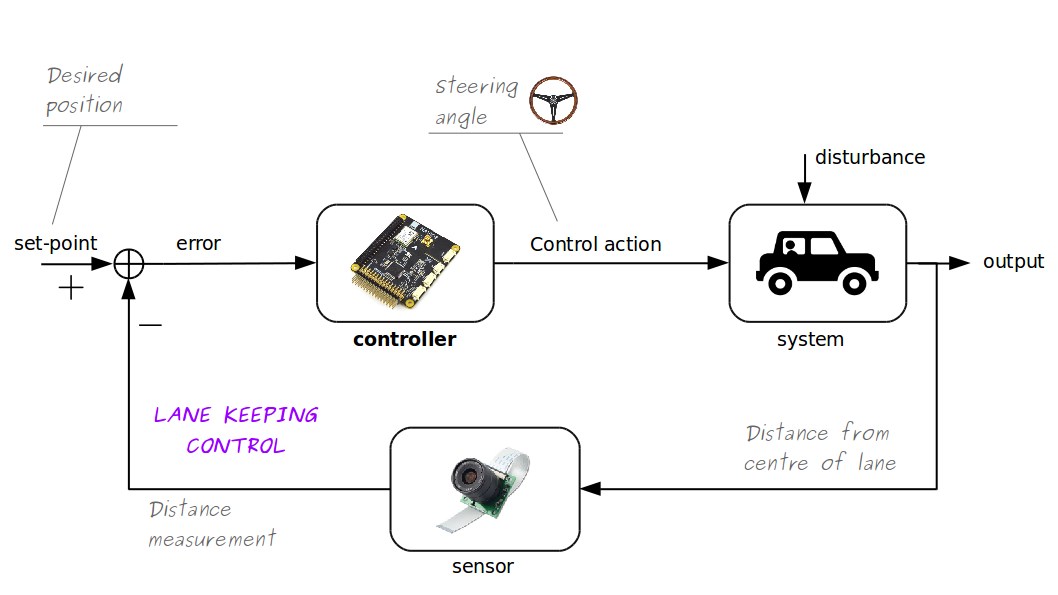 Desired
position
Steering
angle
disturbance
set-point
+
error
Control action
output
−
controller
system
LANE KEEPING
CONTROL
Distance from
centre of lane
Distance
measurement
sensor